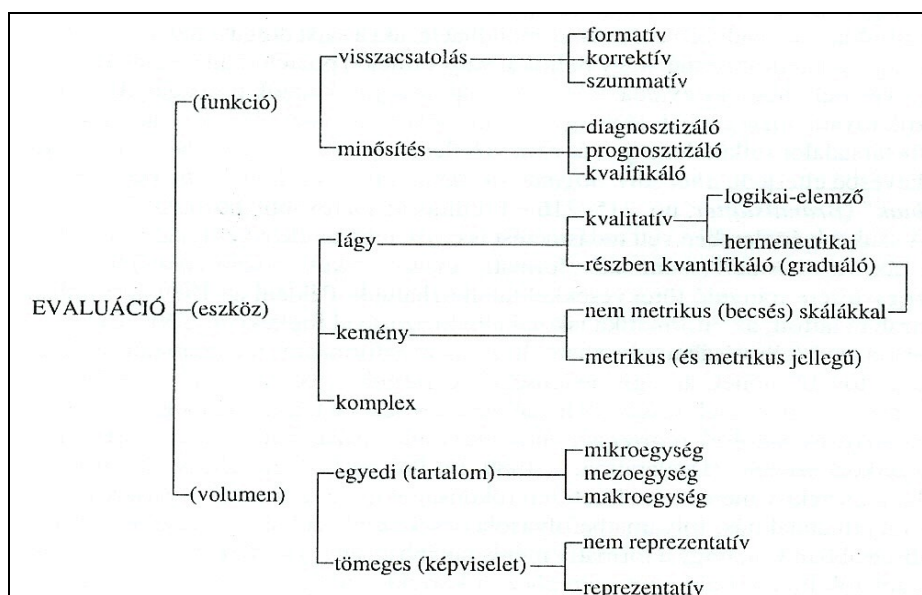 formatív
visszacsatolás korrektív
szummatív
(funkció)
diagnosztizáló
minősítés prognosztizáló
kvalifikáló
logikai-elemző
kvalitatív
lágy hermeneutikai
részben kvantifikáló (graduáló)
EVALUÁCIÓ (eszköz) nem metrikus (becsés) skálákkal
kemény
metrikus (és metrikus jellegű)
komplex
mikroegység
egyedi (tartalom) mezoegység
(volumen) makroegység
nem reprezentatív
tömeges (képviselet)
reprezentatív